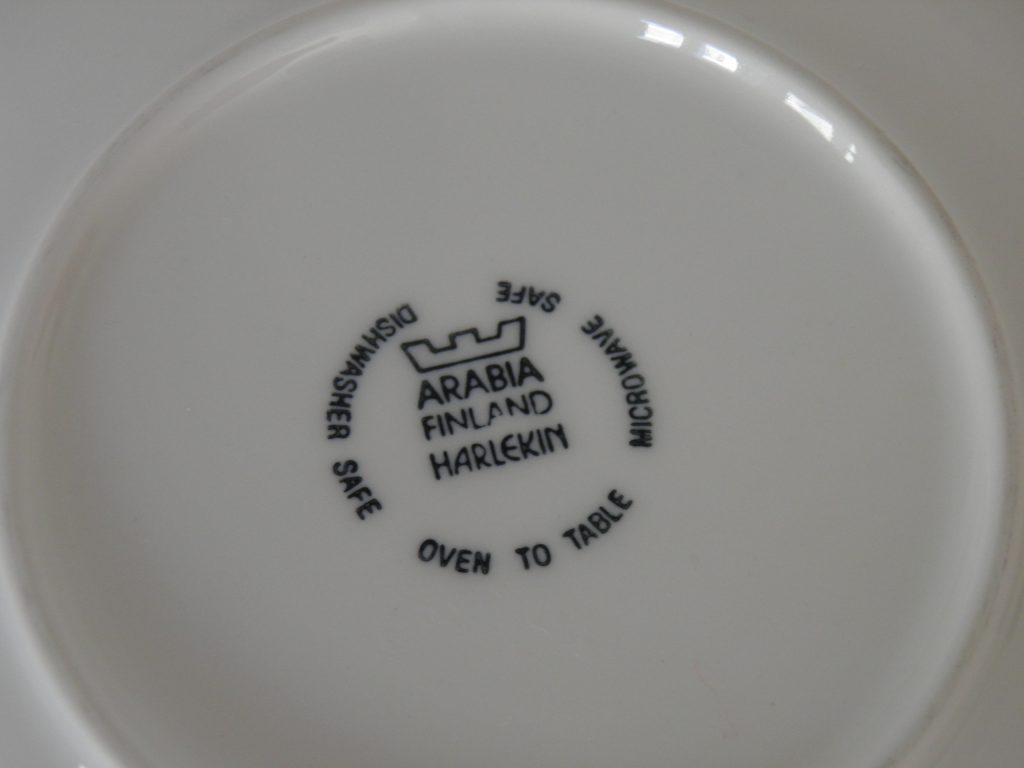 ARABIA
FINLAND
HARLEKIN
DISHWASHER SAFE
OVEN TO TABLE
MICROWAVE SAFE